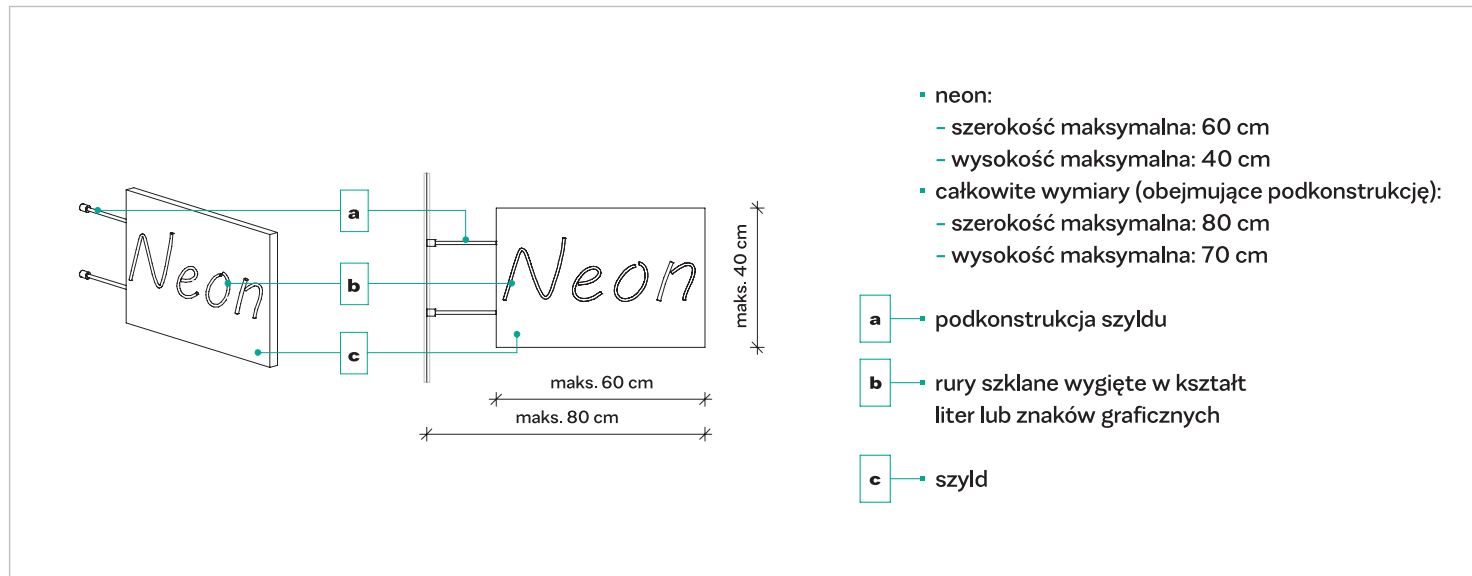 Neon
a
b
c
Neon
maks. 40 cm
maks. 60 cm
maks. 80 cm
neon:
– szerokość maksymalna: 60 cm
– wysokość maksymalna: 40 cm
całkowite wymiary (obejmujące podkonstrukcję):
– szerokość maksymalna: 80 cm
– wysokość maksymalna: 70 cm
a podkonstrukcja szyldu
b rury szklane wygięte w kształt
liter lub znaków graficznych
c szyld